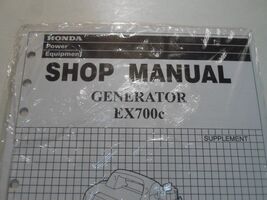 HONDA
Power
Equipment
SHOP MANUAL
GENERATOR
EX700c
SUPPLEMENT